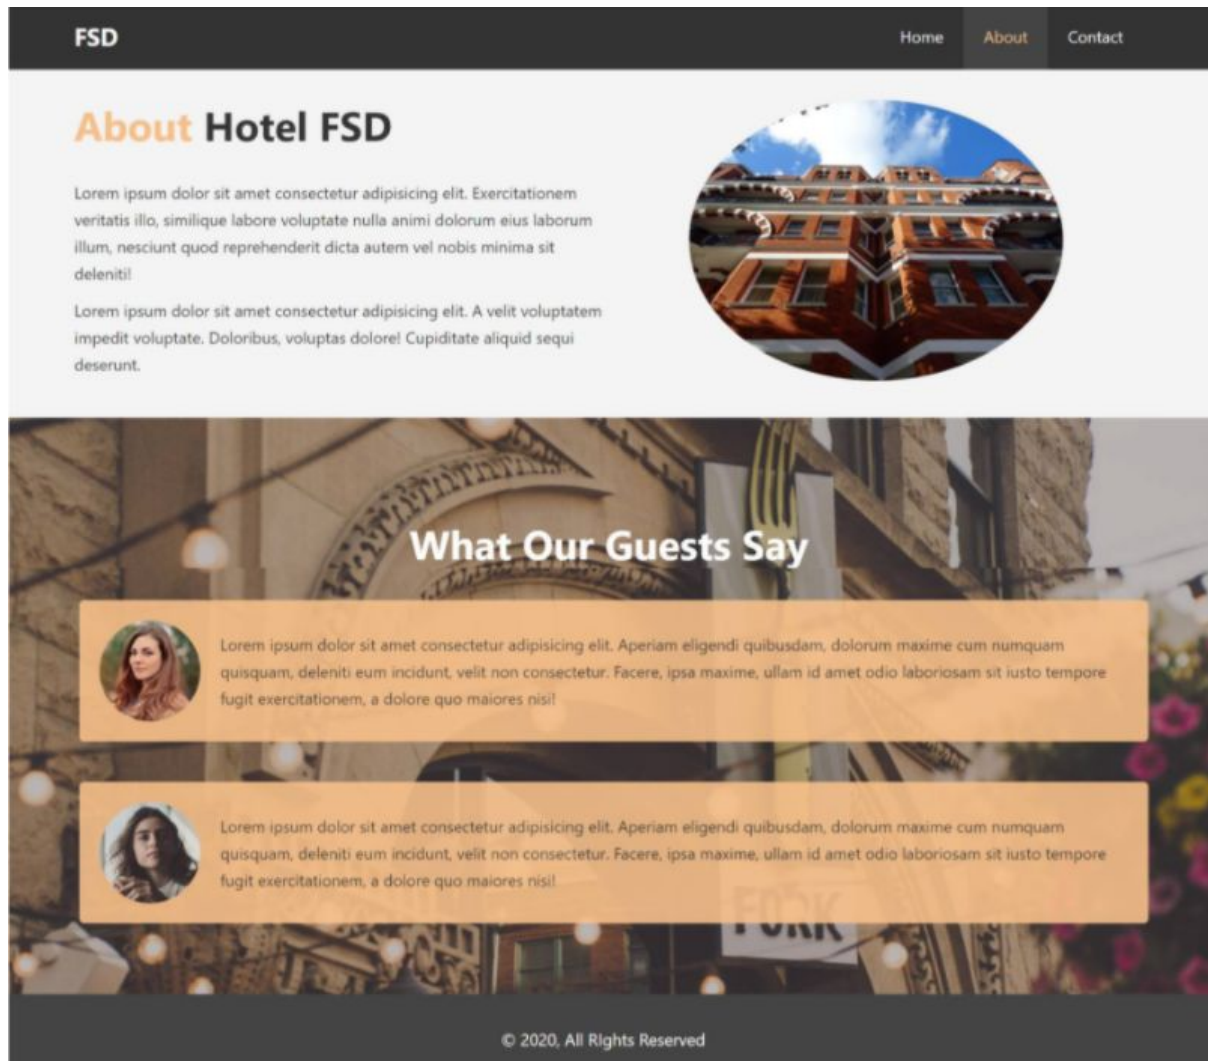 FSD
Home About Contact
About Hotel FSD
Lorem ipsum dolor sit amet consectetur adipisicing elit. Exercitationem
veritatis illo, similique labore voluptate nulla animi dolorum eius laborum
illum, nesciunt quod reprehenderit dicta autem vel nobis minima sit
deleniti!
Lorem ipsum dolor sit amet consectetur adipisicing elit. A velit voluptatem
impedit voluptate. Doloribus, voluptas dolore! Cupiditate aliquid sequi
deserunt.
What Our Guests Say
Lorem ipsum dolor sit amet consectetur adipisicing elit. Aperiam eligendi quibusdam, dolorum maxime cum numquam
quisquam, deleniti eum incidunt, velit non consectetur. Facere, ipsa maxime, ullam id amet odio laboriosam sit iusto tempore
fugit exercitationem, a dolore quo maiores nisi!
Lorem ipsum dolor sit amet consectetur adipisicing elit. Aperiam eligendi quibusdam, dolorum maxime cum numquam
quisquam, deleniti eum incidunt, velit non consectetur. Facere, ipsa maxime, ullam id amet odio laboriosam sit iusto tempore
fugit exercitationem, a dolore quo maiores nisi!
FORK
© 2020, All RIghts Reserved